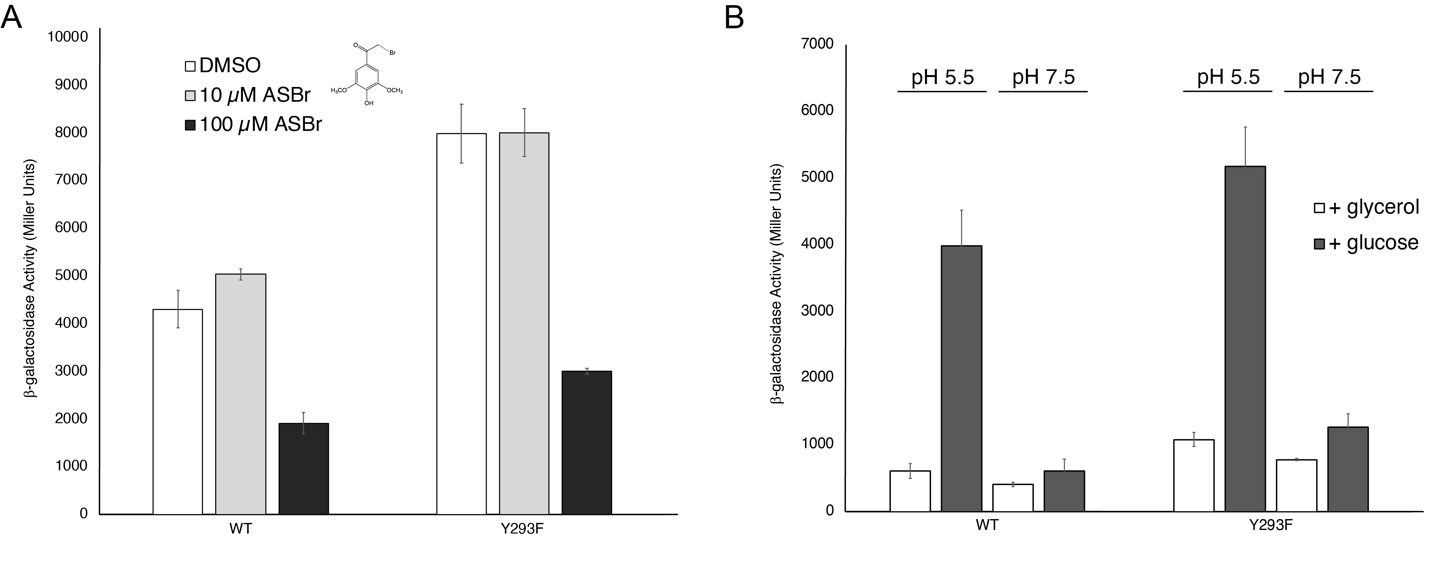 A
10000
9000
8000
7000
6000
5000
4000
3000
2000
1000
0
β-galactosidase Activity (Miller Units)
DMSO
10 µM ASBr
100 µM ASBr
O
Br
H₃CO
OCH₃
OH
WT
Y293F
B
7000
6000
5000
4000
3000
2000
1000
0
β-galactosidase Activity (Miller Units)
pH 5.5 pH 7.5
pH 5.5 pH 7.5
+ glycerol
+ glucose
WT
Y293F